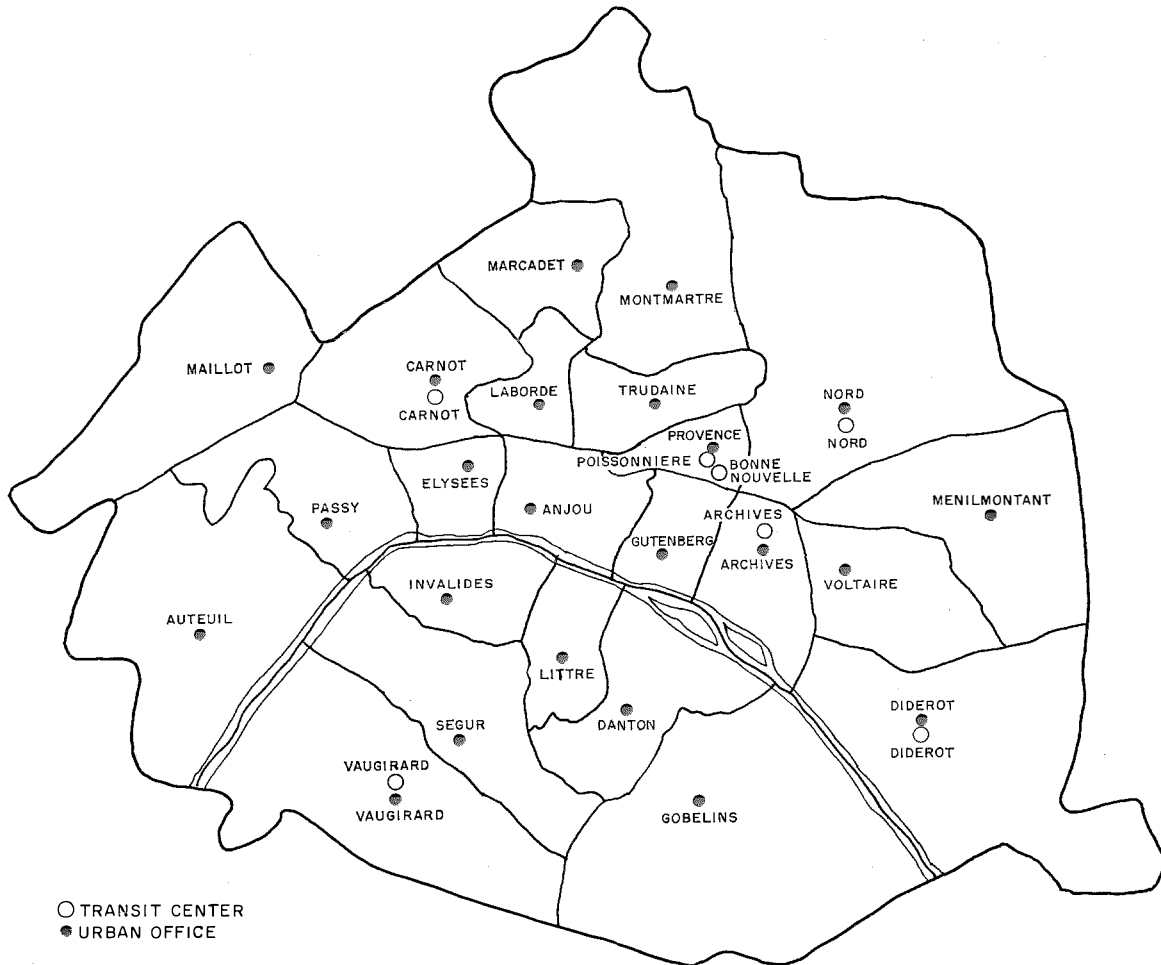 MARCADET
MONTMARTRE
MAILLOT
CARNOT
CARNOT
LABORDE
TRUDAINE
NORD
NORD
PROVENCE
POISSONNIERE
BONNE
NOUVELLE
ELYSEES
PASSY
ANJOU
GUTENBERG
ARCHIVES
ARCHIVES
MENILMONTANT
VOLTAIRE
INVALIDES
AUTEUIL
LITTRE
SEGUR
DANTON
DIDEROT
DIDEROT
VAUGIRARD
VAUGIRARD
GOBELINS
TRANSIT CENTER
URBAN OFFICE